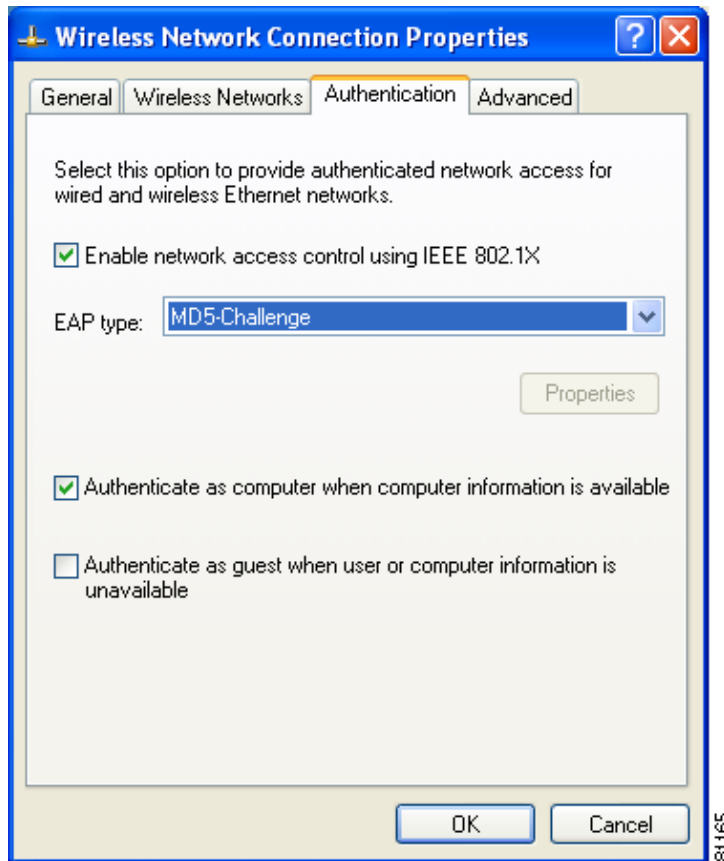 Wireless Network Connection Properties
General
Wireless Networks
Authentication
Advanced
Select this option to provide authenticated network access for
wired and wireless Ethernet networks.
Enable network access control using IEEE 802.1X
EAP type:
MD5-Challenge
Properties
Authenticate as computer when computer information is available
Authenticate as guest when user or computer information is
unavailable
OK
Cancel